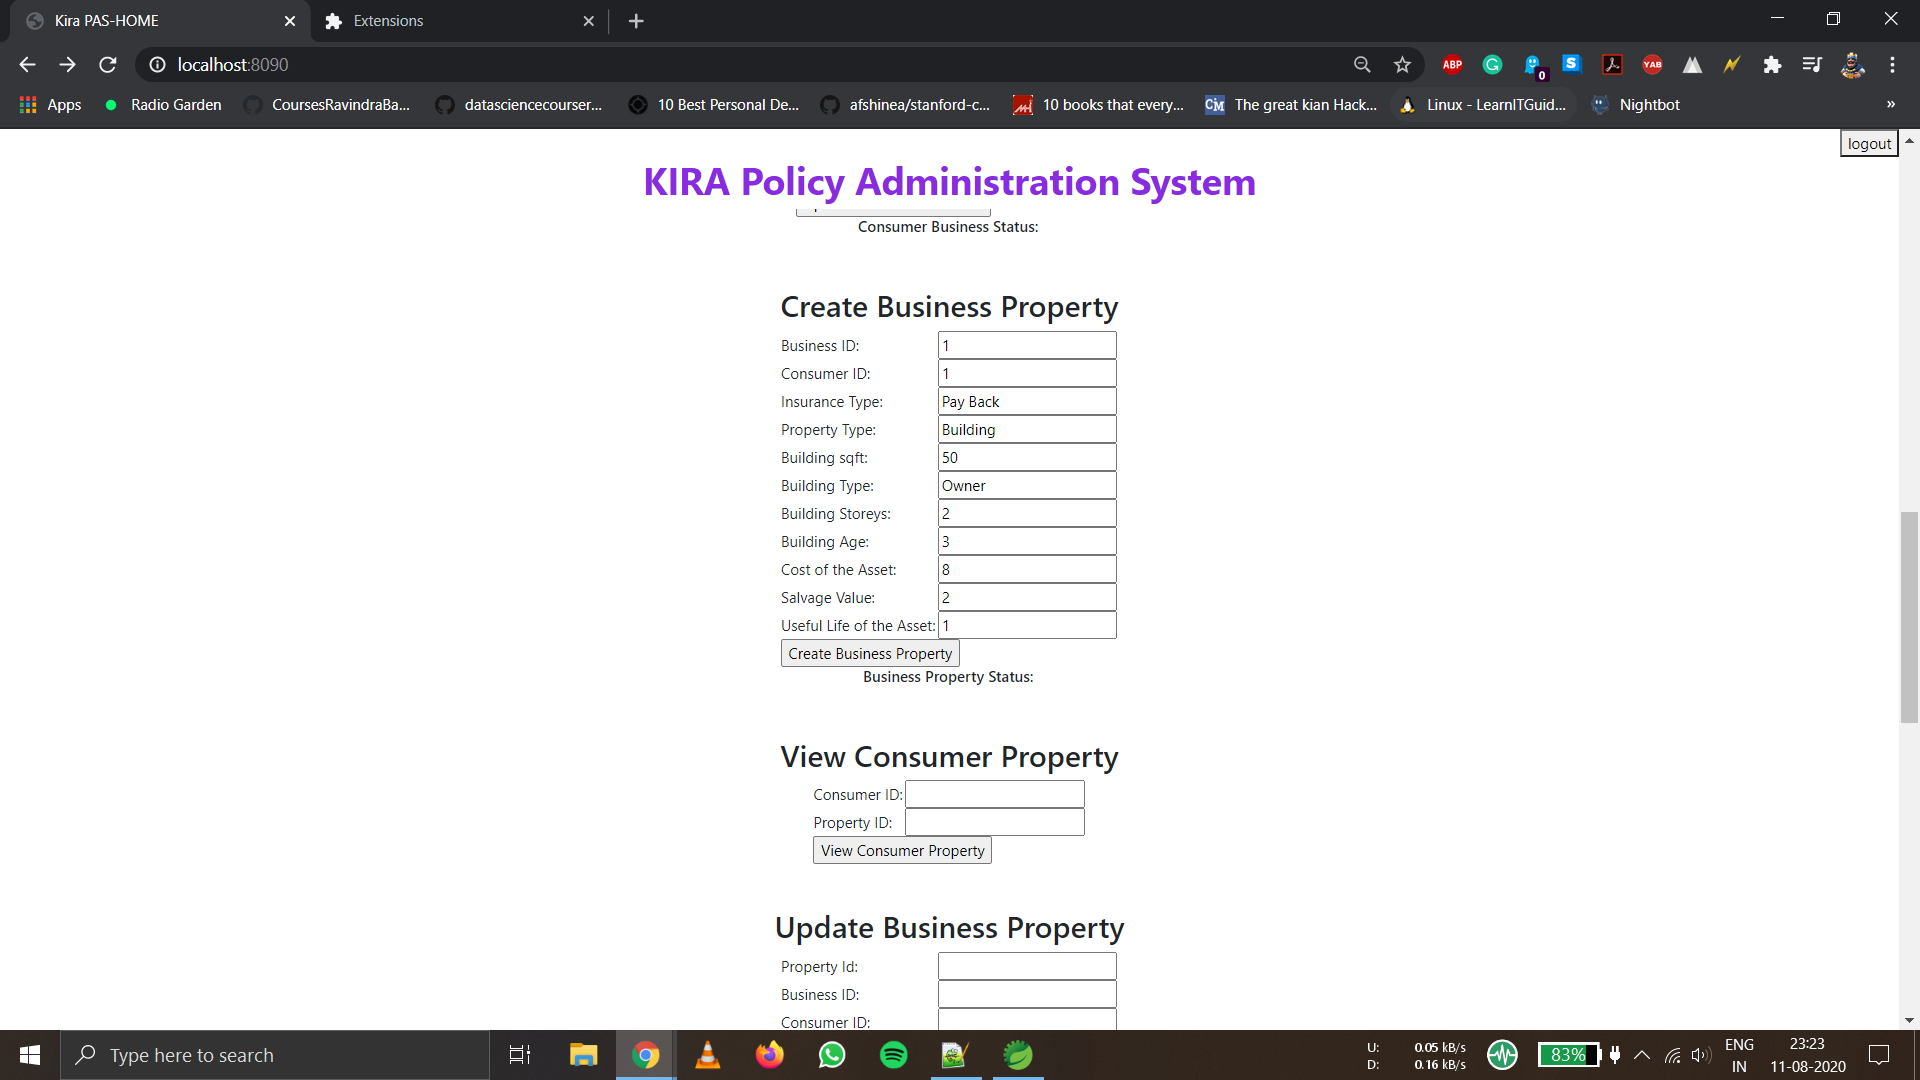 Kira PAS-HOME
Extensions
localhost:8090
ABP
G
0
S
YAB
Apps
Radio Garden
CoursesRavindraBa...
datasciencecourser...
10 Best Personal De...
afshinea/stanford-c...
10 books that every...
CM
The great kian Hack...
Linux - LearnITGuid...
Nightbot
»
logout
KIRA Policy Administration System
Consumer Business Status:
Create Business Property
Business ID: 1
Consumer ID: 1
Insurance Type: Pay Back
Property Type: Building
Building sqft: 50
Building Type: Owner
Building Storeys: 2
Building Age: 3
Cost of the Asset: 8
Salvage Value: 2
Useful Life of the Asset: 1
Create Business Property
Business Property Status:
View Consumer Property
Consumer ID:
Property ID:
View Consumer Property
Update Business Property
Property Id:
Business ID:
Consumer ID:
Type here to search
U: 0.05 kB/s
D: 0.16 kB/s
83%
ENG
IN
23:23
11-08-2020